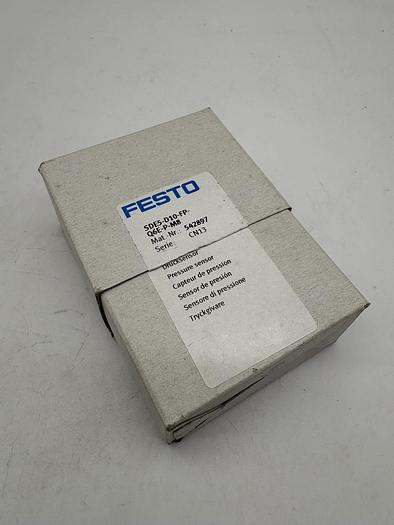 FESTO
SDE5-D10-FP-
Q6E-P-M8
Mat. Nr.: 542897
Serie: CN13
Drucksensor
Pressure sensor
Capteur de pression
Sensor de presión
Sensore di pressione
Tryckgivare